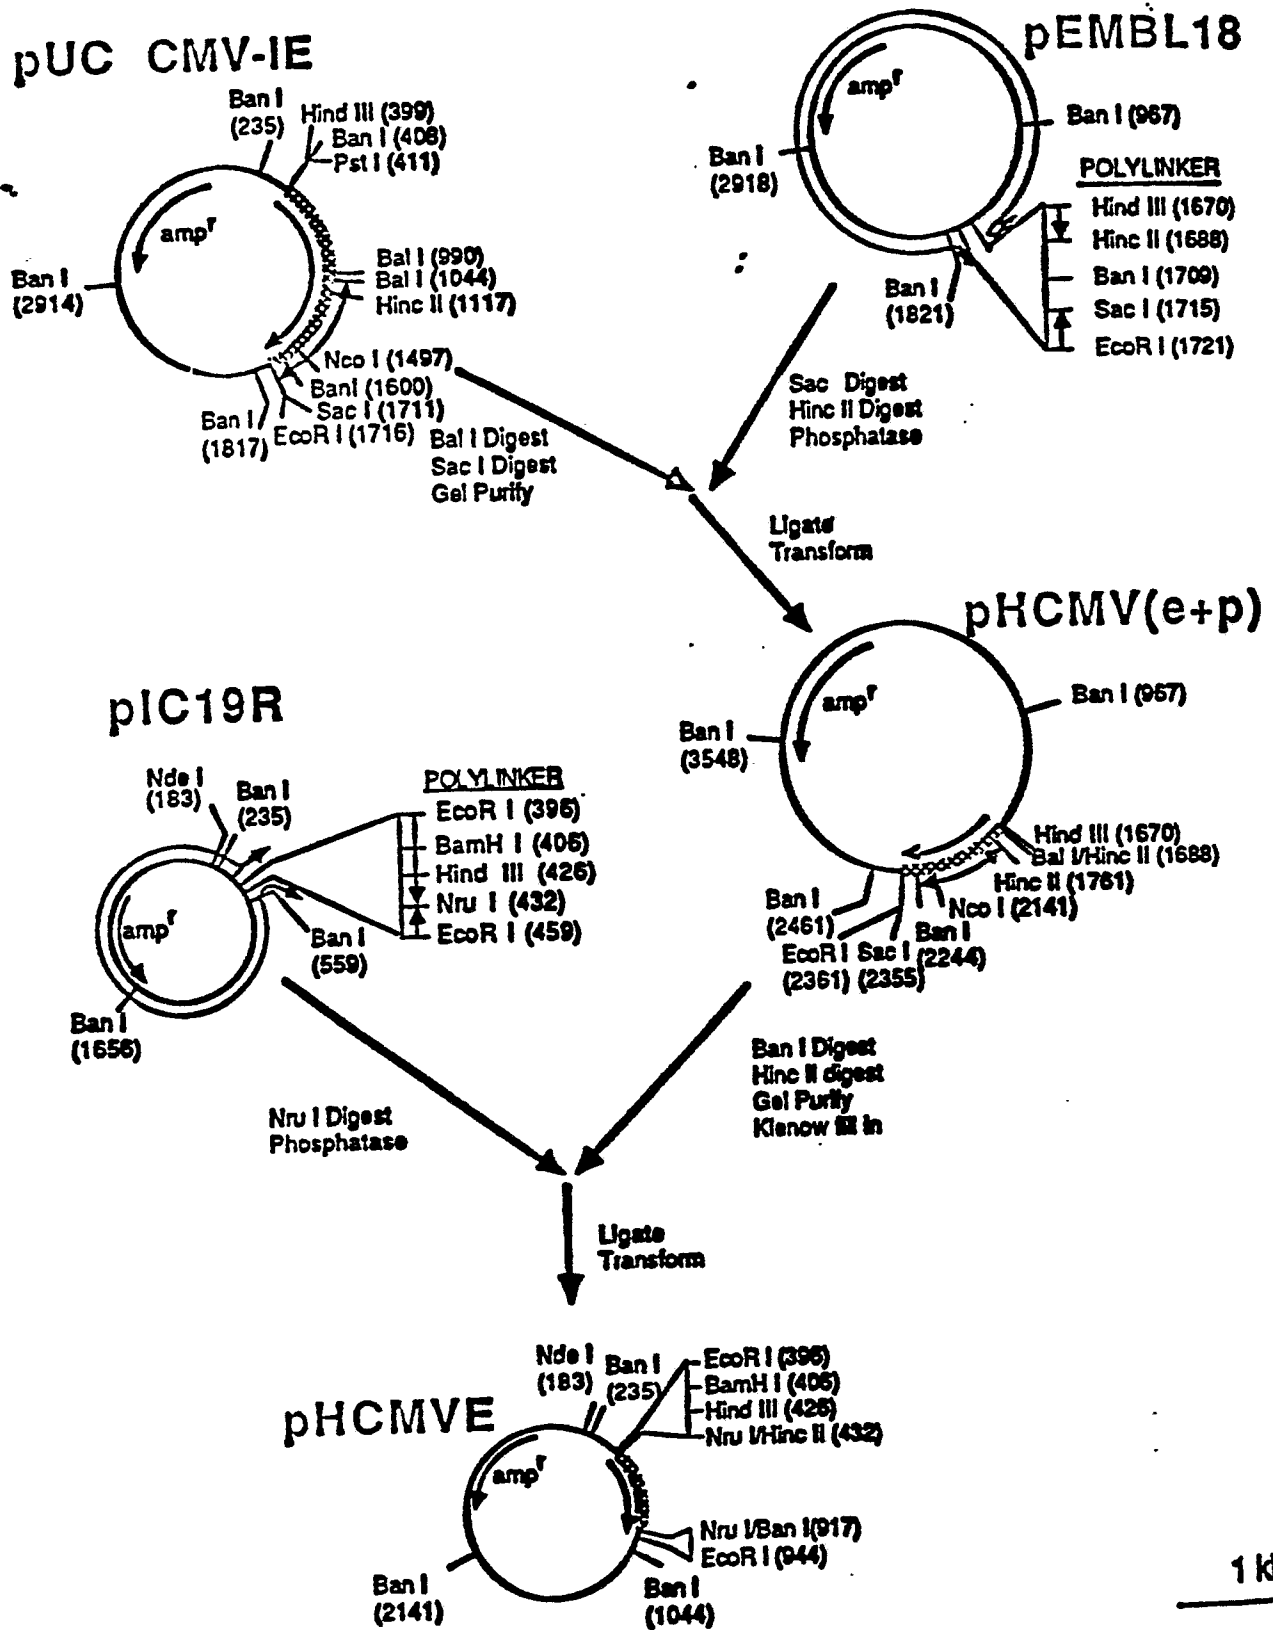 pUC CMV-IE
Ban I
(235)
Hind III (399)
Ban I (408)
Pst I (411)
amp^r
Ban I
(2914)
Bal I (990)
Bal I (1044)
Hinc II (1117)
Nco I (1497)
BanI (1600)
Sac I (1711)
EcoR I (1716)
Ban I
(1817)
Bal I Digest
Sac I Digest
Gel Purify
pEMBL18
amp^r
Ban I (967)
Ban I
(2918)
POLYLINKER
Hind III (1670)
Hinc II (1688)
Ban I (1709)
Sac I (1715)
EcoR I (1721)
Ban I
(1821)
Sac Digest
Hinc II Digest
Phosphatase
Ligate
Transform
pHCMV(e+p)
amp^r
Ban I (967)
Ban I
(3548)
Hind III (1670)
Bal I/Hinc II (1688)
Hinc II (1761)
Nco I (2141)
Ban I
(2244)
Sac I
(2355)
EcoR I
(2361)
Ban I
(2461)
pIC19R
Nde I
(183)
Ban I
(235)
POLYLINKER
EcoR I (396)
BamH I (406)
Hind III (426)
Nru I (432)
EcoR I (459)
amp^r
Ban I
(559)
Ban I
(1656)
Nru I Digest
Phosphatase
Ban I Digest
Hinc II digest
Gel Purify
Klenow fill in
Ligate
Transform
pHCMVE
Nde I
(183)
Ban I
(235)
EcoR I (396)
BamH I (406)
Hind III (426)
Nru I/Hinc II (432)
amp^r
Nru I/Ban I(917)
EcoR I (944)
Ban I
(2141)
Ban I
(1044)
1 k